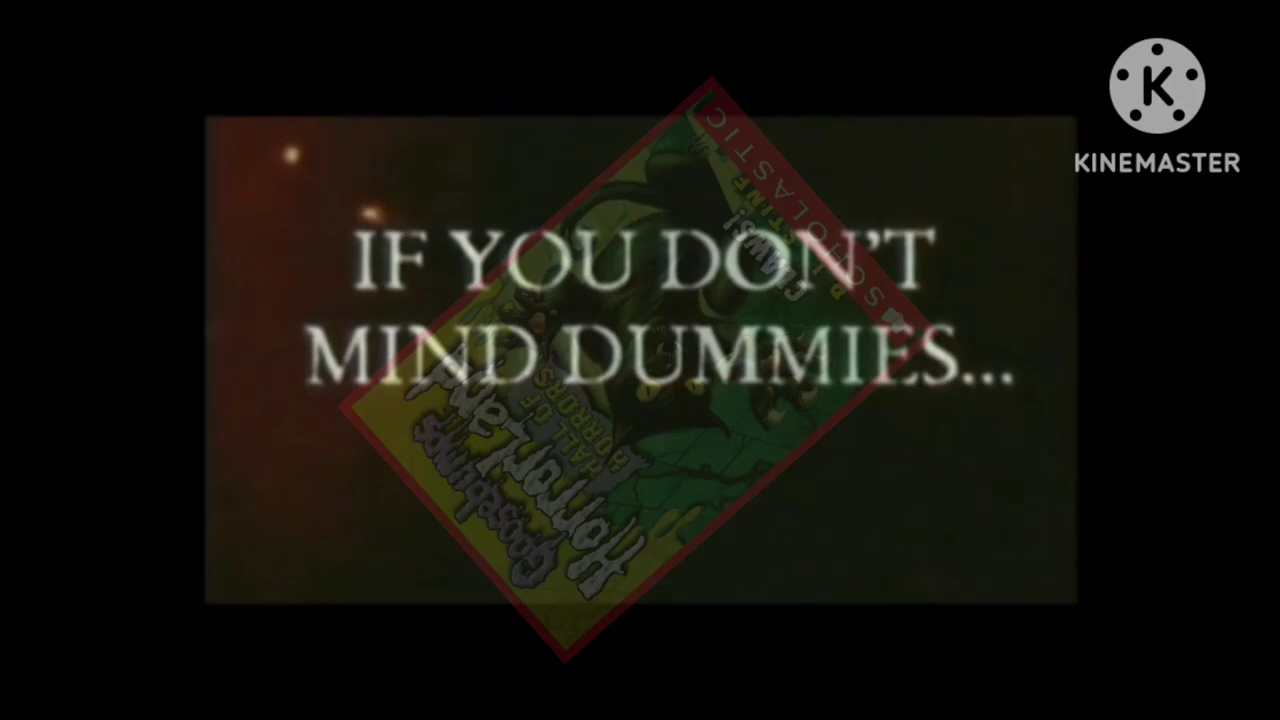 KINEMASTER
IF YOU DON'T
MIND DUMMIES...
SCHOLASTIC
CLAWS!
HALL OF
HORRORS
HorrorLand
Goosebumps